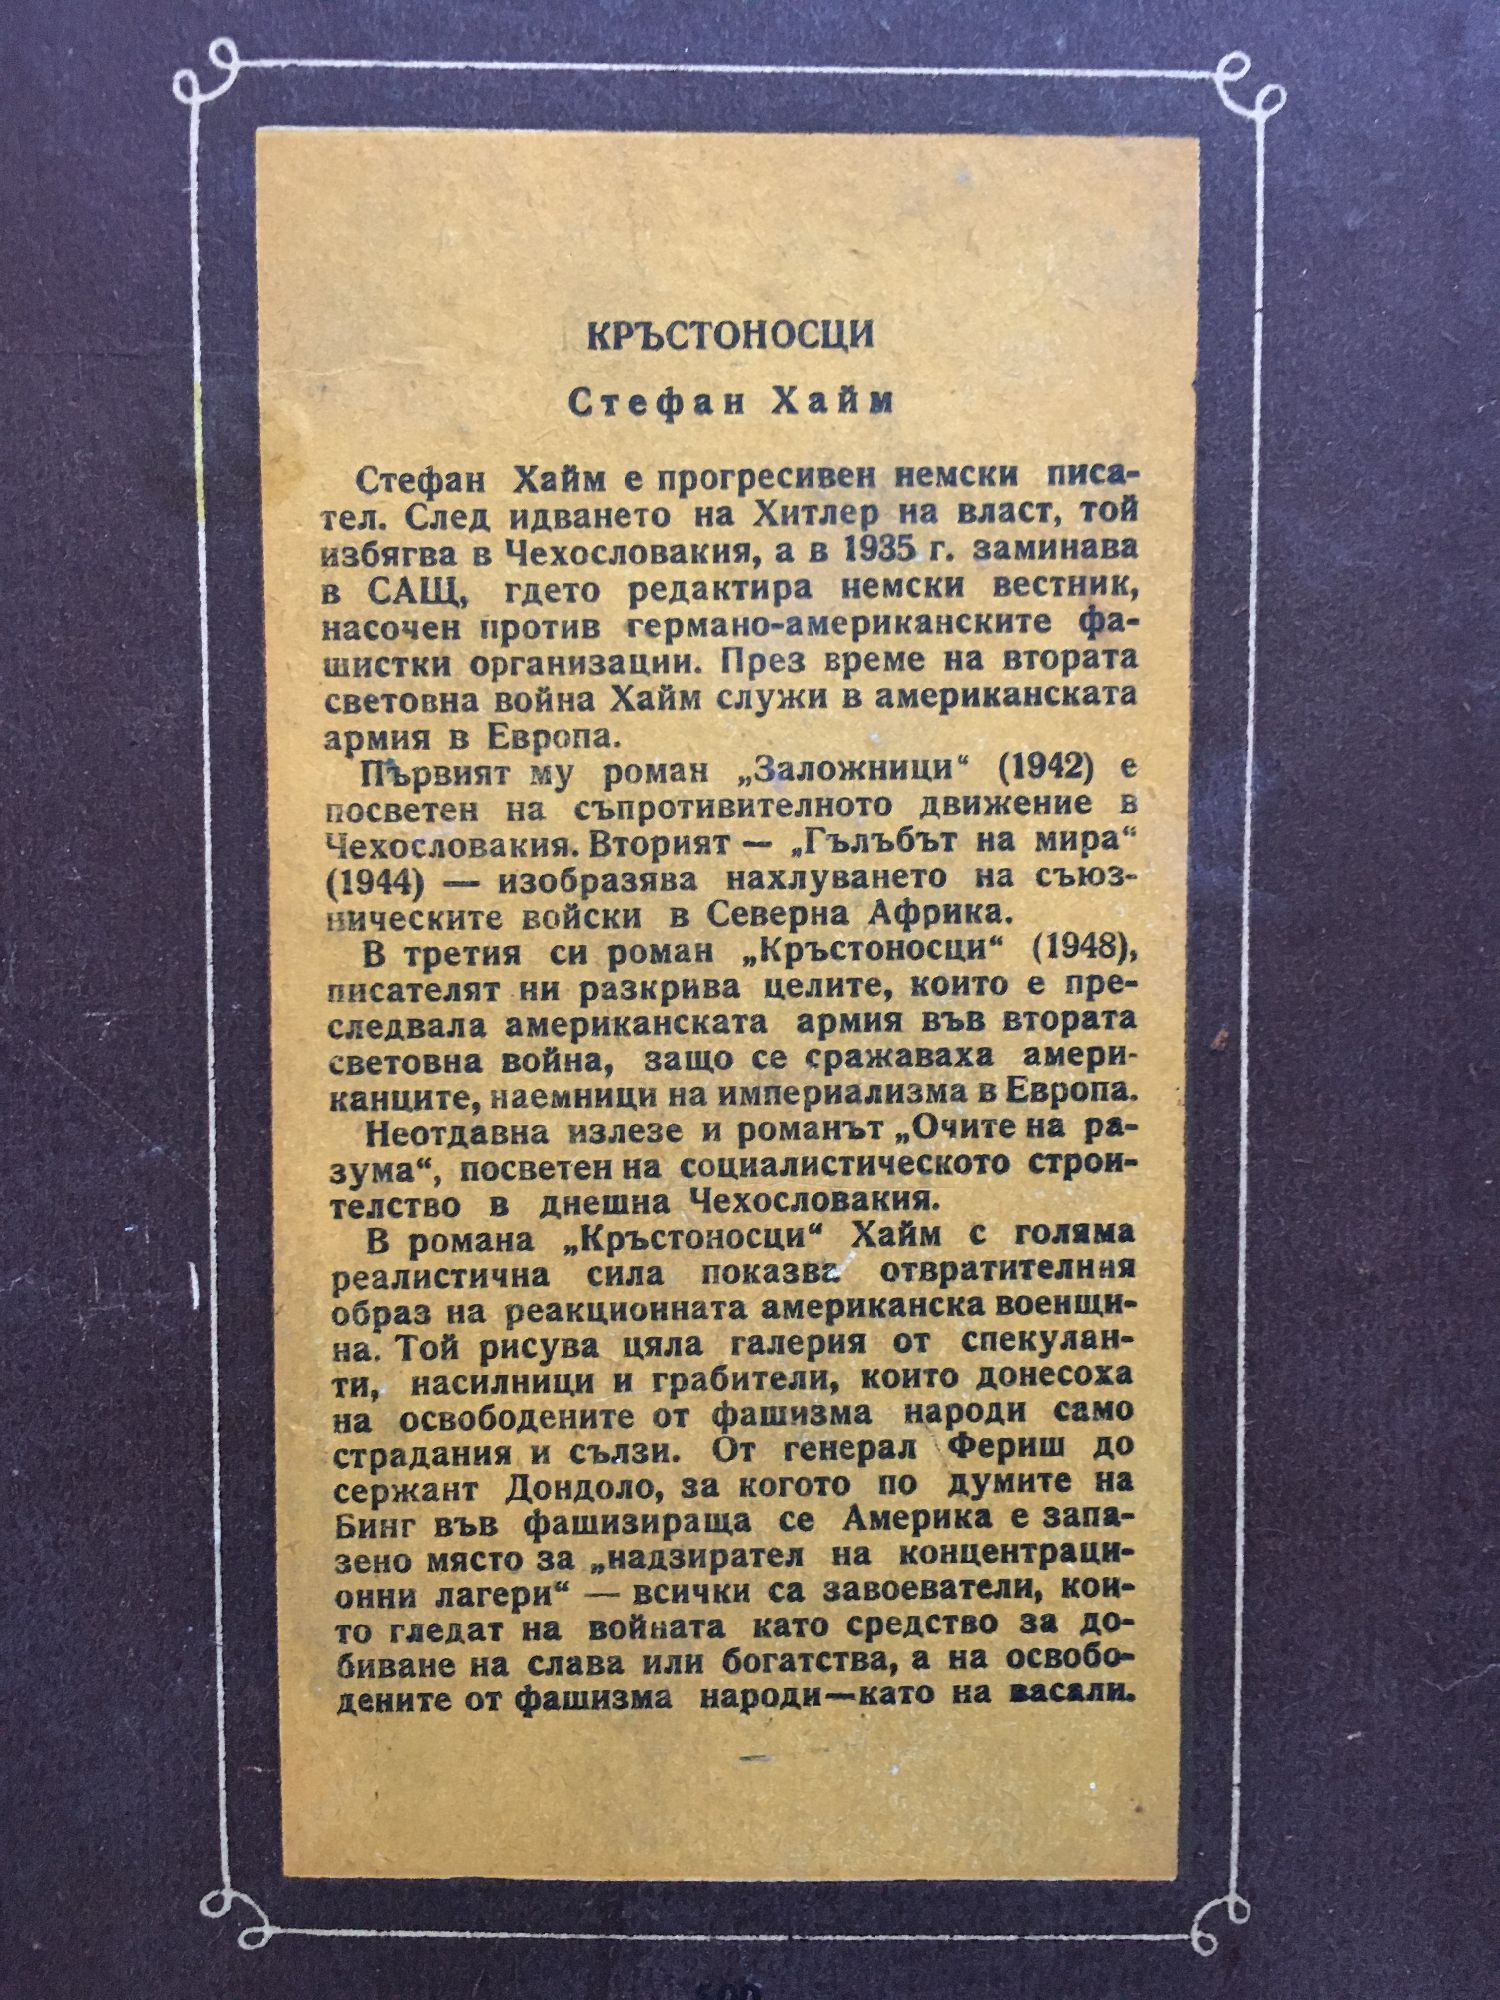 КРЪСТОНОСЦИ
Стефан Хайм
Стефан Хайм е прогресивен немски писа-
тел. След идването на Хитлер на власт, той
избягва в Чехословакия, а в 1935 г. заминава
в САЩ, гдето редактира немски вестник,
насочен против германо-американските фа-
шистки организации. През време на втората
световна война Хайм служи в американската
армия в Европа.
Първият му роман „Заложници“ (1942) е
посветен на съпротивителното движение в
Чехословакия. Вторият — „Гълъбът на мира“
(1944) — изобразява нахлуването на съюз-
ническите войски в Северна Африка.
В третия си роман „Кръстоносци“ (1948),
писателят ни разкрива целите, които е пре-
следвала американската армия във втората
световна война, защо се сражаваха амери-
канците, наемници на империализма в Европа.
Неотдавна излезе и романът „Очите на ра-
зума“, посветен на социалистическото строи-
телство в днешна Чехословакия.
В романа „Кръстоносци“ Хайм с голяма
реалистична сила показва отвратителния
образ на реакционната американска военщи-
на. Той рисува цяла галерия от спекулан-
ти, насилници и грабители, които донесоха
на освободените от фашизма народи само
страдания и сълзи. От генерал Фериш до
сержант Дондоло, за когото по думите на
Бинг във фашизираща се Америка е запа-
зено място за „надзирател на концентраци-
онни лагери“ — всички са завоеватели, кои-
то гледат на войната като средство за до-
биване на слава или богатства, а на освобо-
дените от фашизма народи—като на васали.